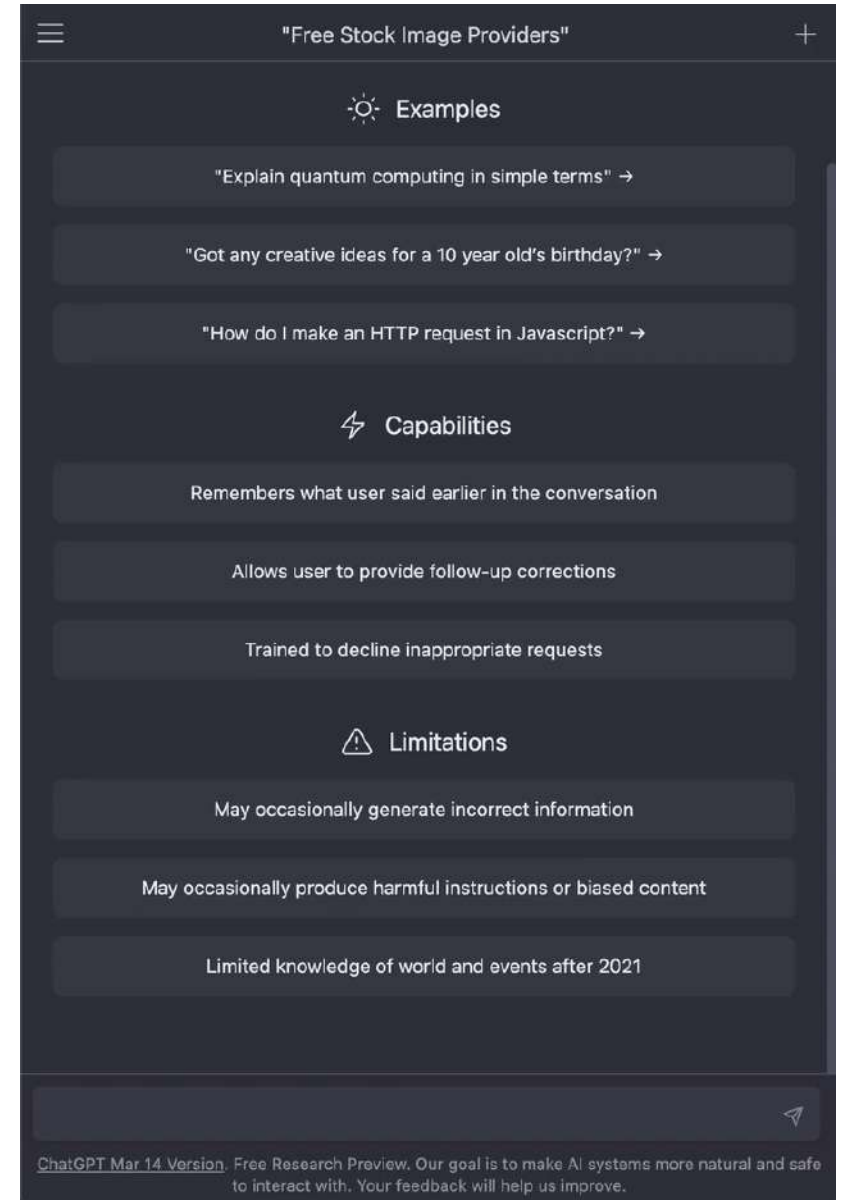 "Free Stock Image Providers"
Examples
"Explain quantum computing in simple terms" →
"Got any creative ideas for a 10 year old's birthday?" →
"How do I make an HTTP request in Javascript?" →
Capabilities
Remembers what user said earlier in the conversation
Allows user to provide follow-up corrections
Trained to decline inappropriate requests
Limitations
May occasionally generate incorrect information
May occasionally produce harmful instructions or biased content
Limited knowledge of world and events after 2021
ChatGPT Mar 14 Version. Free Research Preview. Our goal is to make AI systems more natural and safe
to interact with. Your feedback will help us improve.